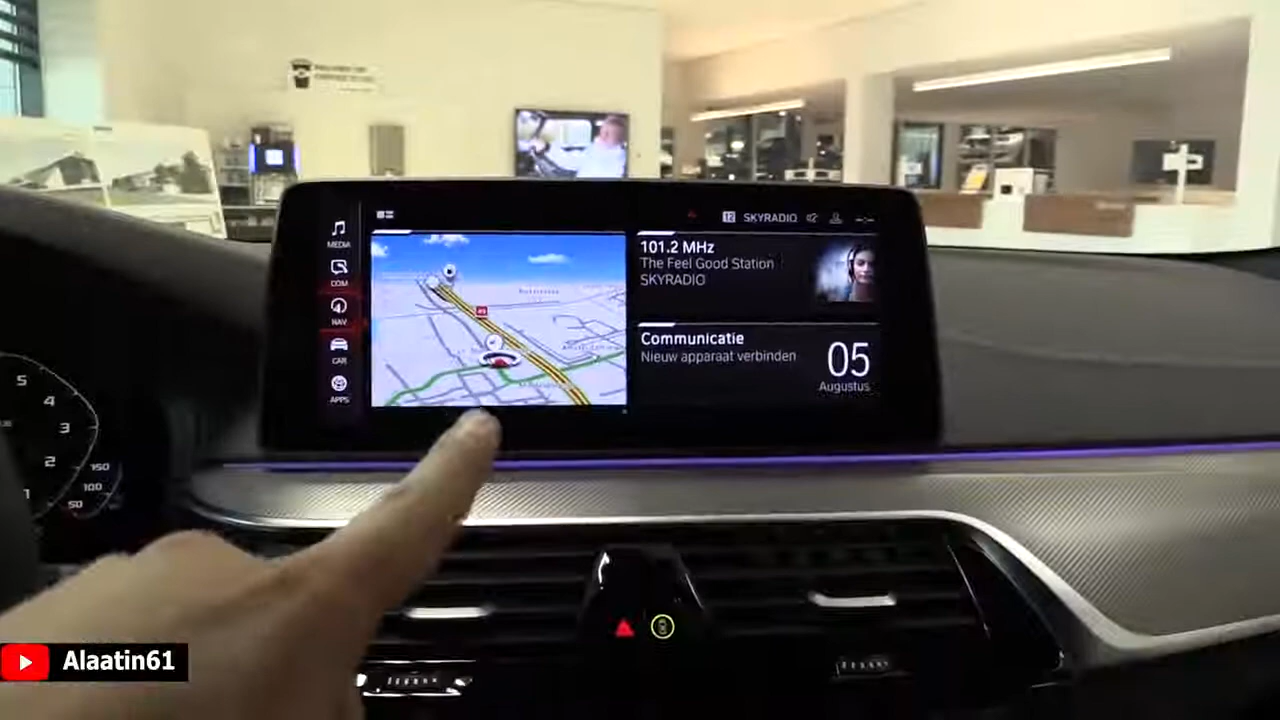 12 SKYRADIO
MEDIA
COM
NAV
CAR
APPS
101.2 MHz
The Feel Good Station
SKYRADIO
Communicatie
Nieuw apparaat verbinden
05
Augustus
5
4
3
2
1
150
100
50
Alaatin61